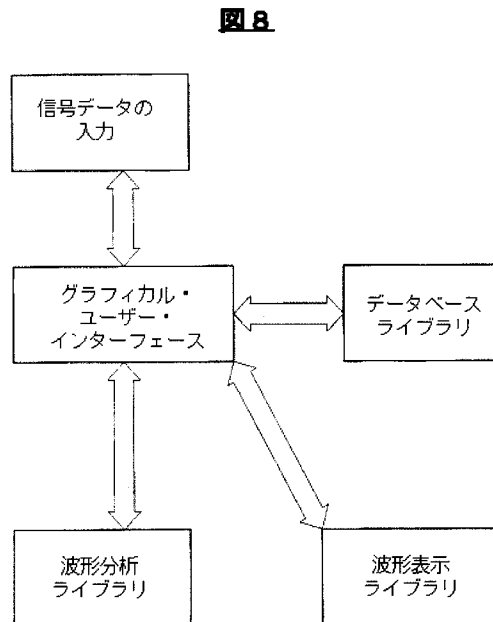 図8
信号データの
入力
グラフィカル・
ユーザー・
インターフェース
データベース
ライブラリ
波形分析
ライブラリ
波形表示
ライブラリ